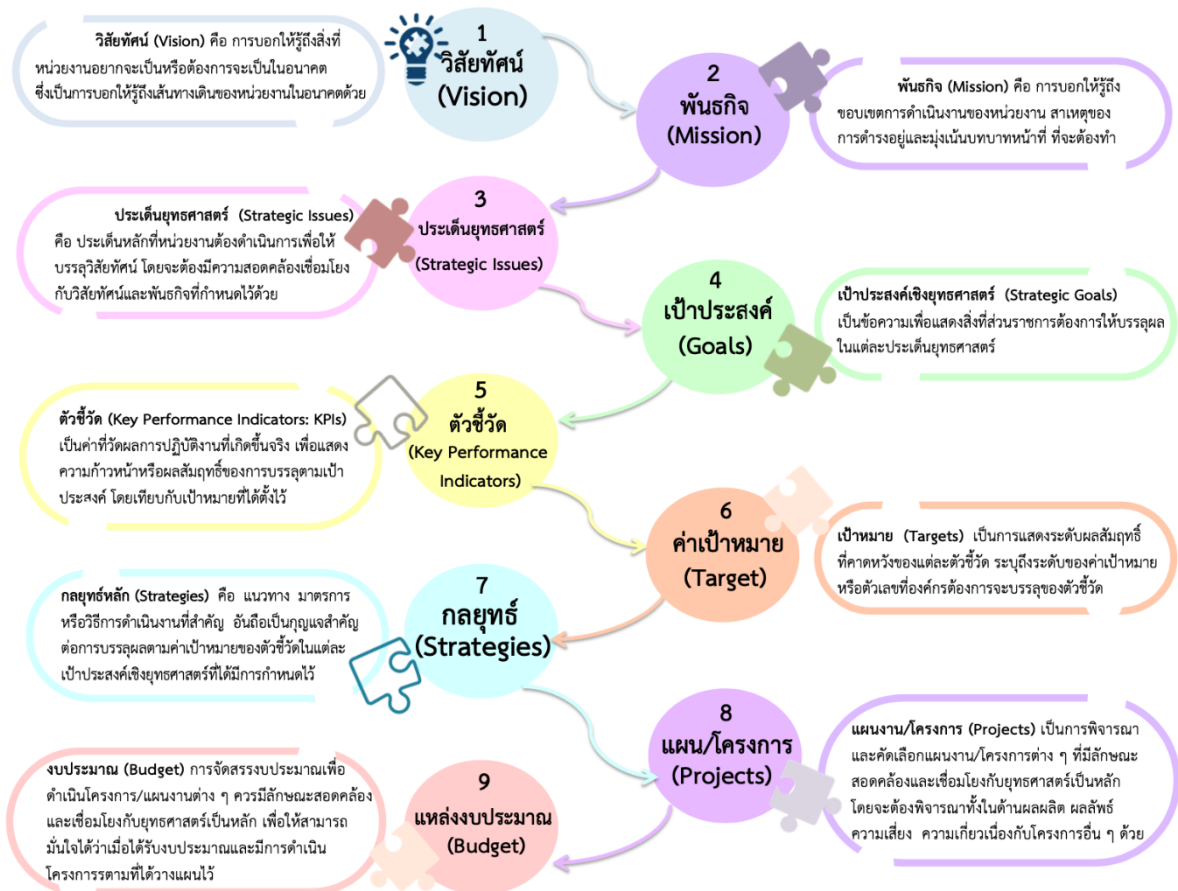 วิสัยทัศน์ (Vision) คือ การบอกให้รู้ถึงสิ่งที่
หน่วยงานอยากจะเป็นหรือต้องการจะเป็นในอนาคต
ซึ่งเป็นการบอกให้รู้ถึงเส้นทางเดินของหน่วยงานในอนาคตด้วย
1
วิสัยทัศน์
(Vision)
2
พันธกิจ
(Mission)
พันธกิจ (Mission) คือ การบอกให้รู้ถึง
ขอบเขตการดำเนินงานของหน่วยงาน สาเหตุของ
การดำรงอยู่และมุ่งเน้นบทบาทหน้าที่ ที่จะต้องทำ
ประเด็นยุทธศาสตร์ (Strategic Issues)
คือ ประเด็นหลักที่หน่วยงานต้องดำเนินการเพื่อให้
บรรลุวิสัยทัศน์ โดยจะต้องมีความสอดคล้องเชื่อมโยง
กับวิสัยทัศน์และพันธกิจที่กำหนดไว้ด้วย
3
ประเด็นยุทธศาสตร์
(Strategic Issues)
4
เป้าประสงค์
(Goals)
เป้าประสงค์เชิงยุทธศาสตร์ (Strategic Goals)
เป็นข้อความเพื่อแสดงสิ่งที่ส่วนราชการต้องการให้บรรลุผล
ในแต่ละประเด็นยุทธศาสตร์
ตัวชี้วัด (Key Performance Indicators: KPIs)
เป็นค่าที่วัดผลการปฏิบัติงานที่เกิดขึ้นจริง เพื่อแสดง
ความก้าวหน้าหรือผลสัมฤทธิ์ของการบรรลุตามเป้า
ประสงค์ โดยเทียบกับเป้าหมายที่ได้ตั้งไว้
5
ตัวชี้วัด
(Key Performance
Indicators)
6
ค่าเป้าหมาย
(Target)
เป้าหมาย (Targets) เป็นการแสดงระดับผลสัมฤทธิ์
ที่คาดหวังของแต่ละตัวชี้วัด ระบุถึงระดับของค่าเป้าหมาย
หรือตัวเลขที่องค์กรต้องการจะบรรลุของตัวชี้วัด
กลยุทธ์หลัก (Strategies) คือ แนวทาง มาตรการ
หรือวิธีการดำเนินงานที่สำคัญ อันถือเป็นกุญแจสำคัญ
ต่อการบรรลุผลตามค่าเป้าหมายของตัวชี้วัดในแต่ละ
เป้าประสงค์เชิงยุทธศาสตร์ที่ได้มีการกำหนดไว้
7
กลยุทธ์
(Strategies)
8
แผน/โครงการ
(Projects)
แผนงาน/โครงการ (Projects) เป็นการพิจารณา
และคัดเลือกแผนงาน/โครงการต่าง ๆ ที่มีลักษณะ
สอดคล้องและเชื่อมโยงกับยุทธศาสตร์เป็นหลัก
โดยจะต้องพิจารณาทั้งในด้านผลผลิต ผลลัพธ์
ความเสี่ยง ความเกี่ยวเนื่องกับโครงการอื่น ๆ ด้วย
งบประมาณ (Budget) การจัดสรรงบประมาณเพื่อ
ดำเนินโครงการ/แผนงานต่าง ๆ ควรมีลักษณะสอดคล้อง
และเชื่อมโยงกับยุทธศาสตร์เป็นหลัก เพื่อให้สามารถ
มั่นใจได้ว่าเมื่อได้รับงบประมาณและมีการดำเนิน
โครงการรตามที่ได้วางแผนไว้
9
แหล่งงบประมาณ
(Budget)